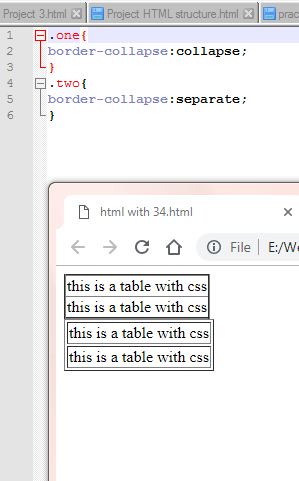 Project 3.html Project HTML structure.html prac
1 .one{
2 border-collapse:collapse;
3 }
4 .two{
5 border-collapse:separate;
6 }
html with 34.html
File E:/We
this is a table with css
this is a table with css
this is a table with css
this is a table with css